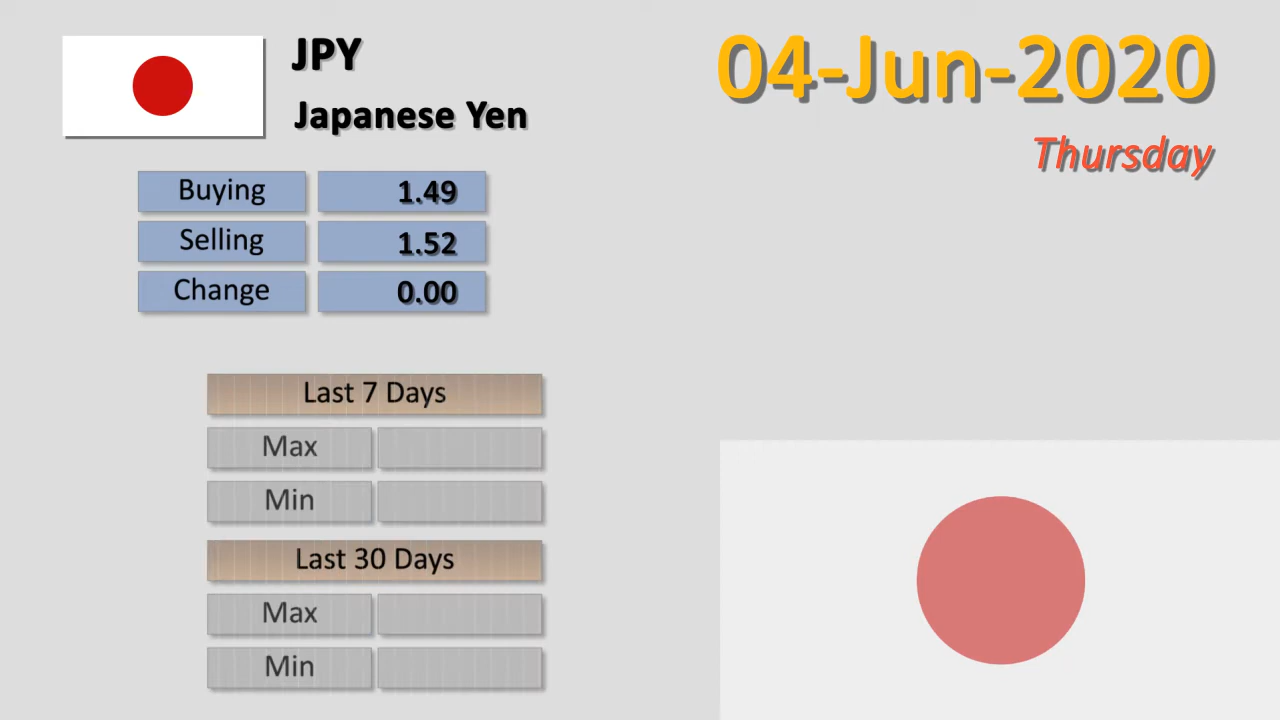 JPY
Japanese Yen
04-Jun-2020
Thursday
Buying 1.49
Selling 1.52
Change 0.00
Last 7 Days
Max
Min
Last 30 Days
Max
Min